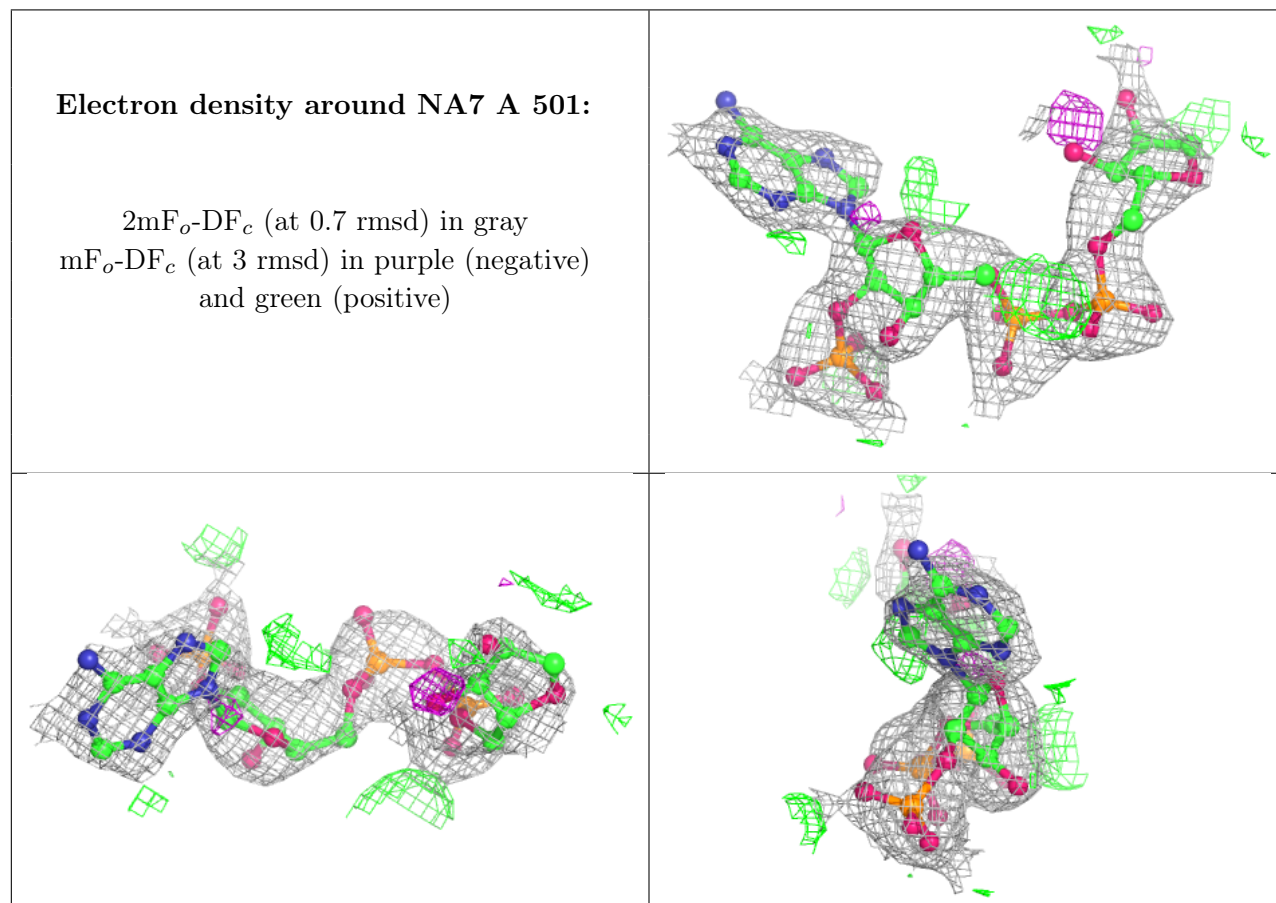 Electron density around NA7 A 501:
2mFo-DFc (at 0.7 rmsd) in gray
mFo-DFc (at 3 rmsd) in purple (negative)
and green (positive)